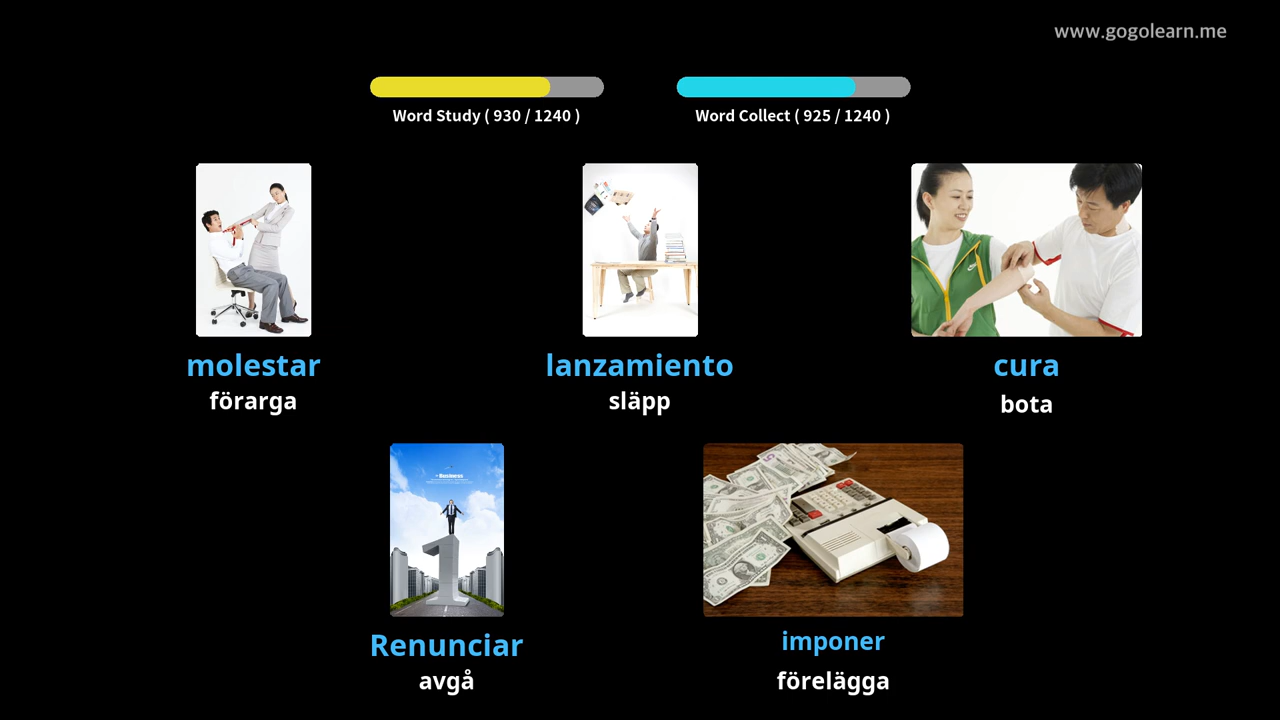 www.gogolearn.me
Word Study ( 930 / 1240 )
Word Collect ( 925 / 1240 )
molestar
förarga
lanzamiento
släpp
cura
bota
Business
Renunciar
avgå
imponer
förelägga